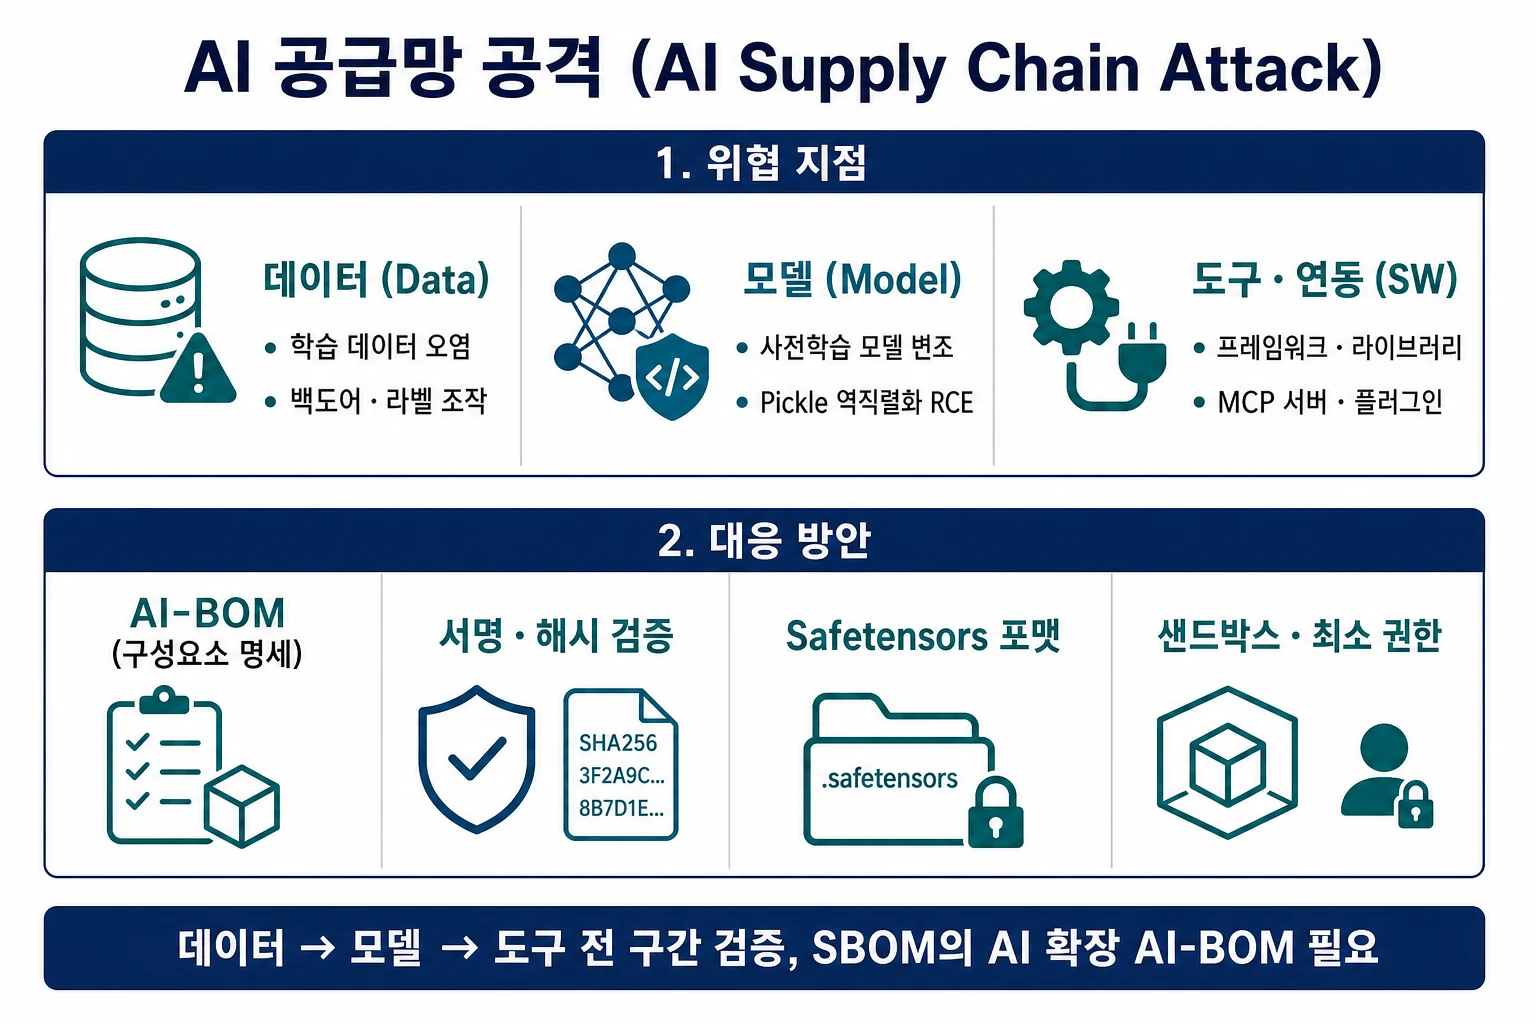 AI 공급망 공격 (AI Supply Chain Attack)
1. 위협 지점
데이터 (Data)
• 학습 데이터 오염
• 백도어 · 라벨 조작
모델 (Model)
• 사전학습 모델 변조
• Pickle 역직렬화 RCE
도구 · 연동 (SW)
• 프레임워크 · 라이브러리
• MCP 서버 · 플러그인
2. 대응 방안
AI-BOM
(구성요소 명세)
서명 · 해시 검증
SHA256
3F2A9C...
8B7D1E...
Safetensors 포맷
.safetensors
샌드박스 · 최소 권한
데이터 → 모델 → 도구 전 구간 검증, SBOM의 AI 확장 AI-BOM 필요